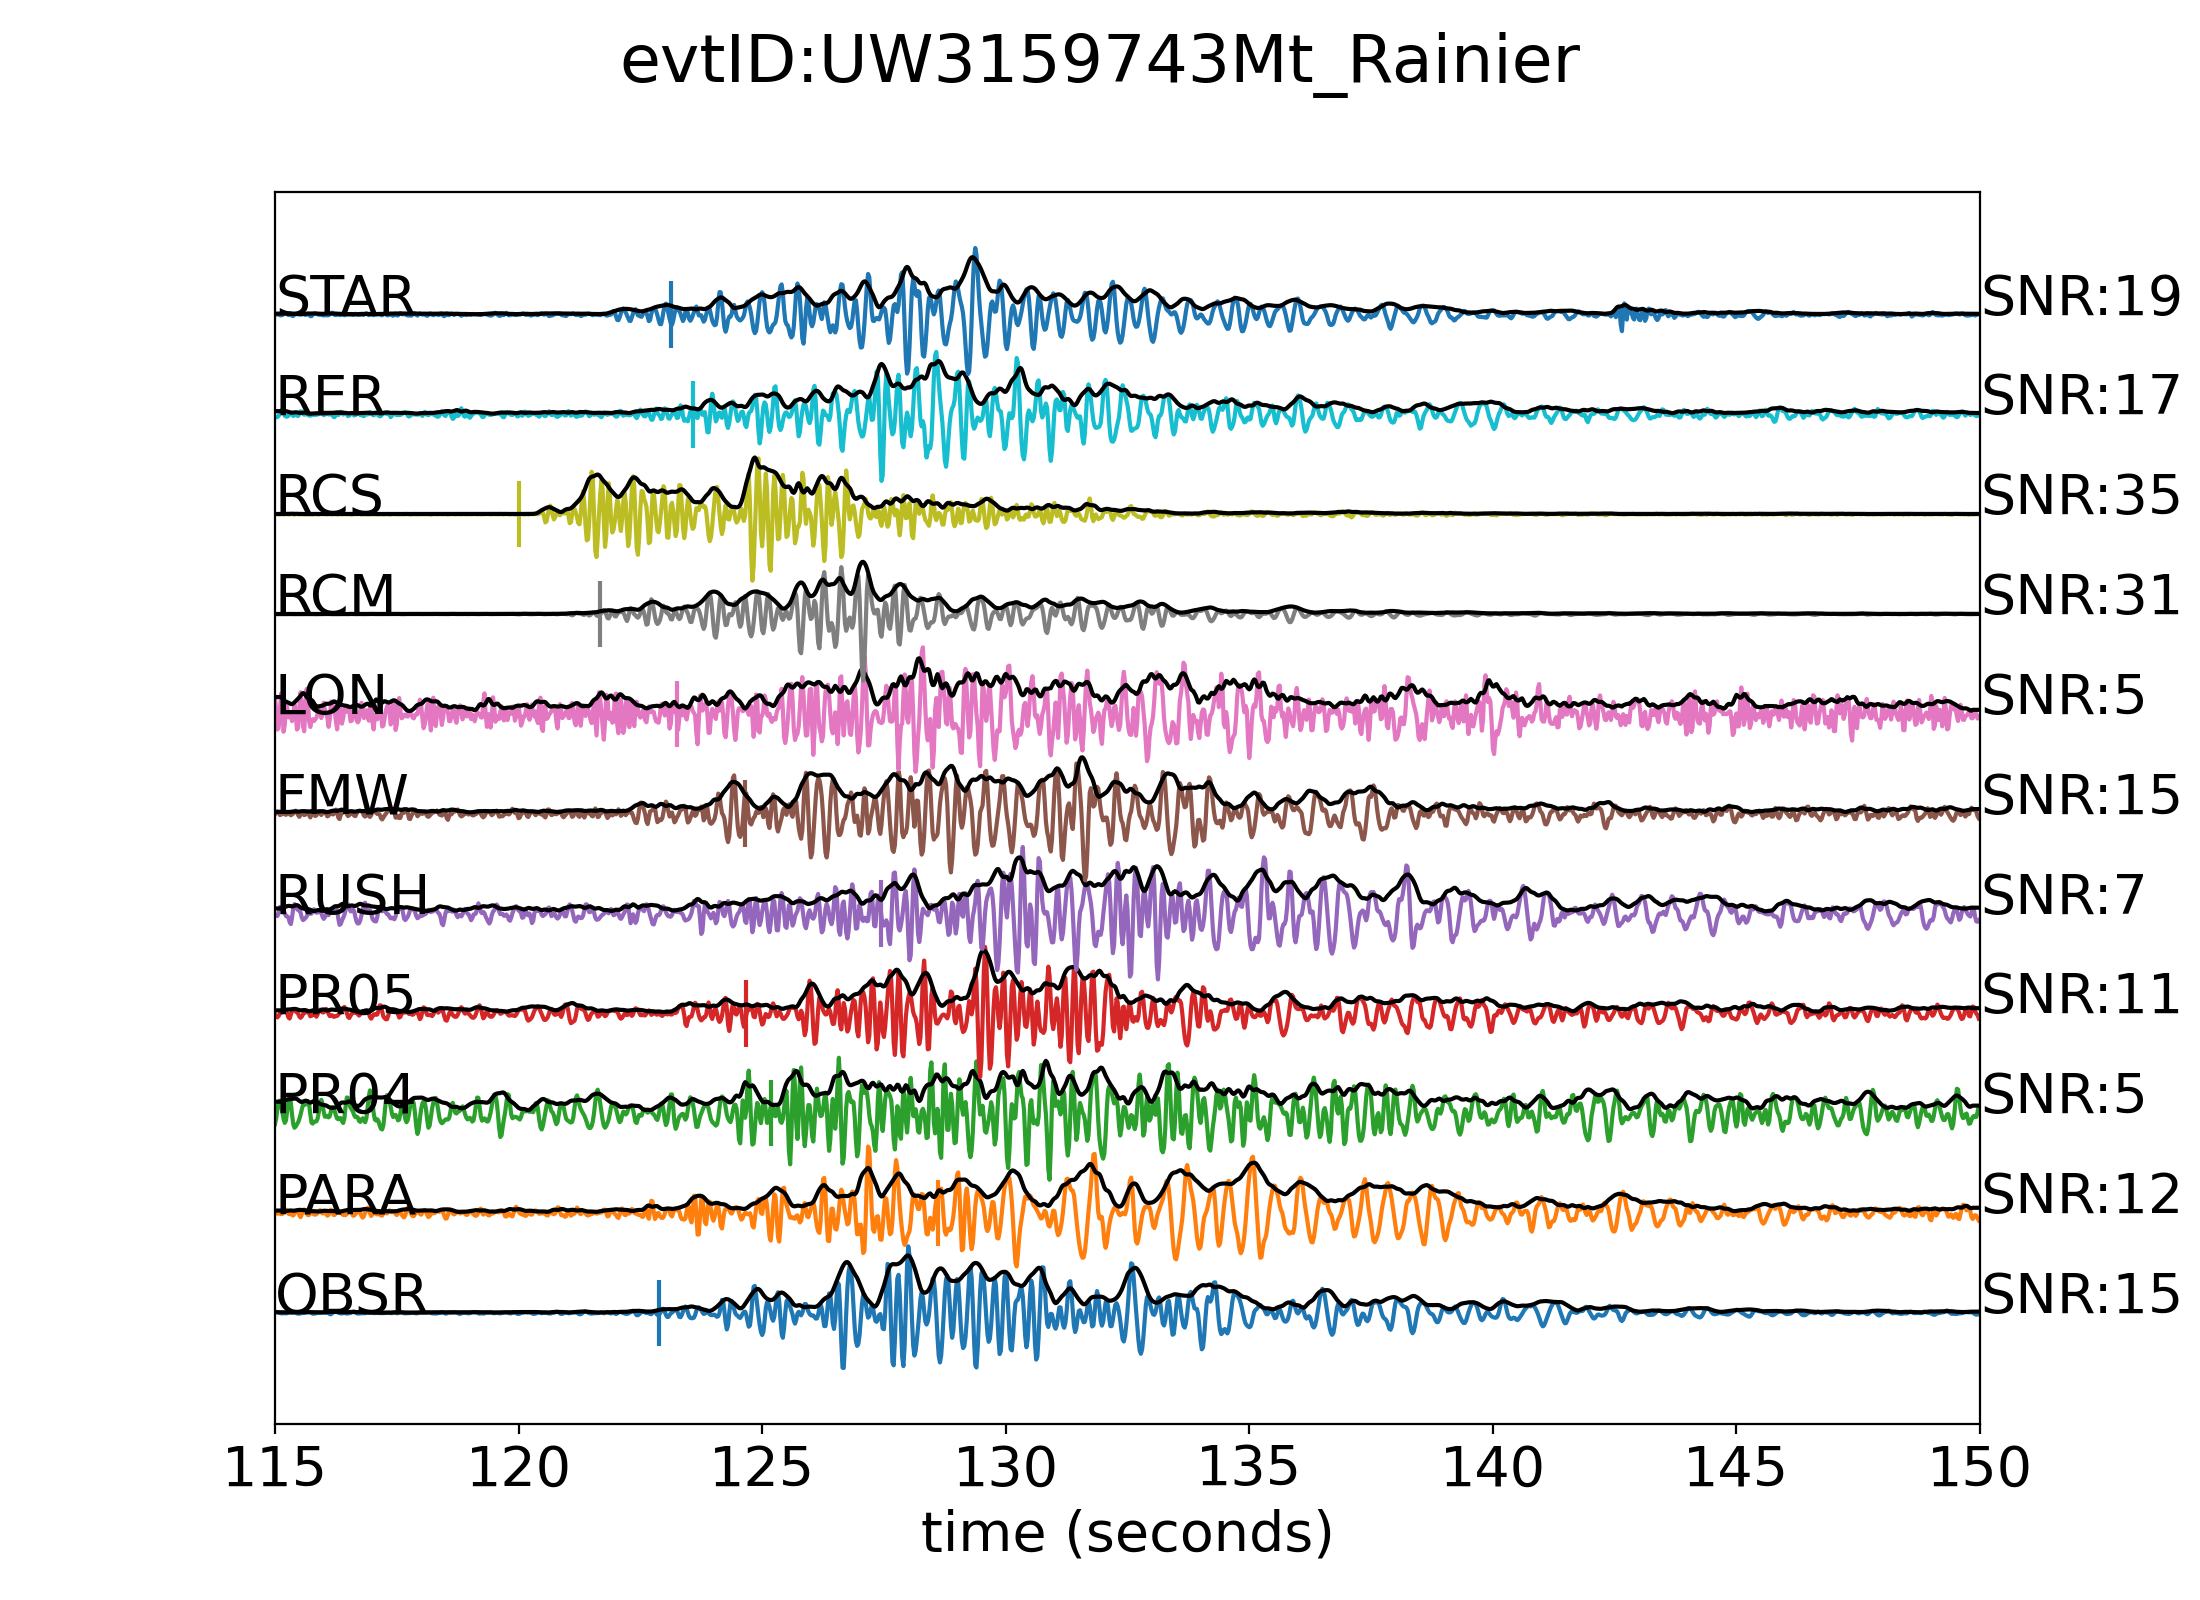 evtID:UW3159743Mt_Rainier
STAR SNR:19
RER SNR:17
RCS SNR:35
RCM SNR:31
LON SNR:5
FMW SNR:15
RUSH SNR:7
PR05 SNR:11
PR04 SNR:5
PARA SNR:12
OBSR SNR:15
115 120 125 130 135 140 145 150
time (seconds)